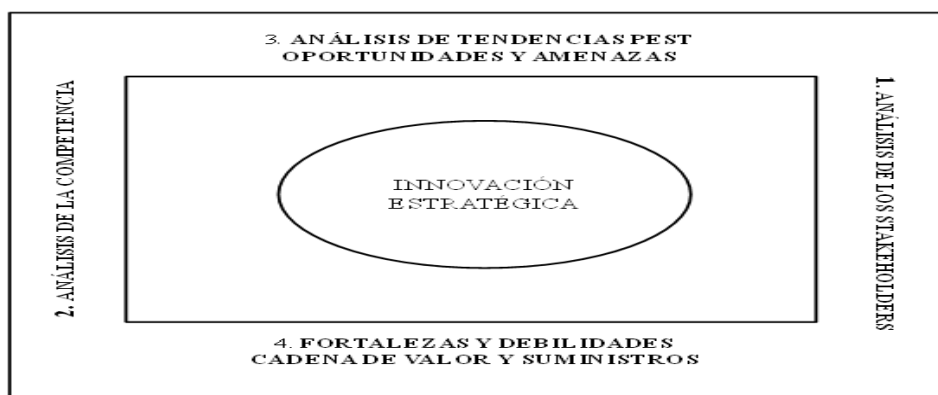 3. ANÁLISIS DE TENDENCIAS PEST
OPORTUNIDADES Y AMENAZAS
2. ANÁLISIS DE LA COMPETENCIA
INNOVACIÓN
ESTRATÉGICA
1. ANÁLISIS DE LOS STAKEHOLDERS
4. FORTALEZAS Y DEBILIDADES
CADENA DE VALOR Y SUMINISTROS